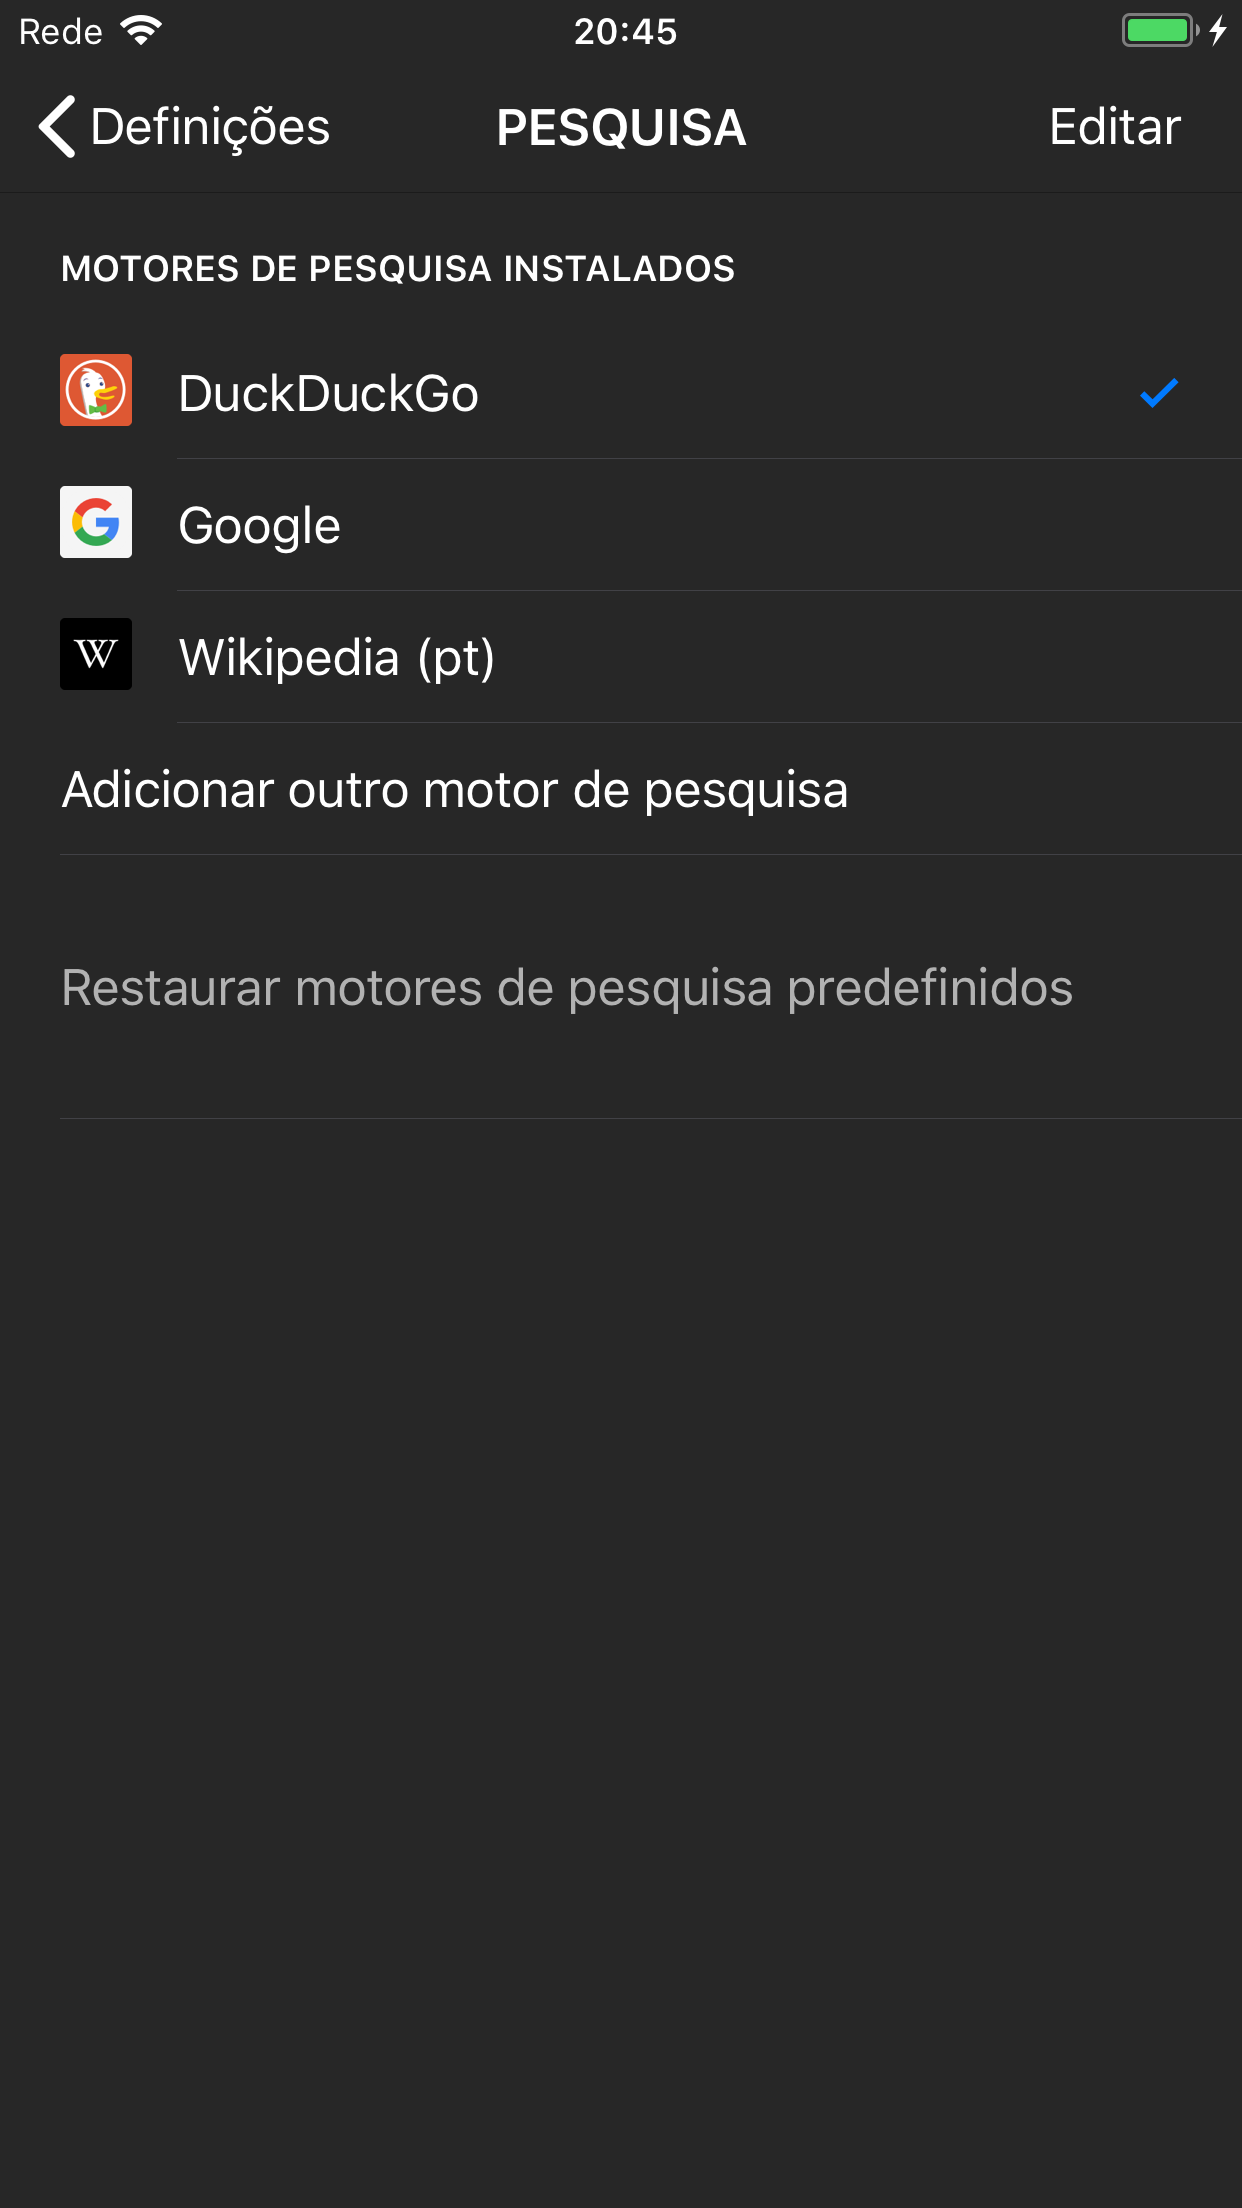 Rede 20:45
Definições PESQUISA Editar
MOTORES DE PESQUISA INSTALADOS
DuckDuckGo
G Google
W Wikipedia (pt)
Adicionar outro motor de pesquisa
Restaurar motores de pesquisa predefinidos